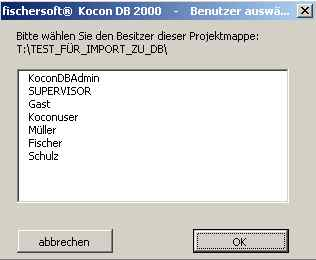 fischersoft® Kocon DB 2000 - Benutzer auswä...
Bitte wählen Sie den Besitzer dieser Projektmappe:
T:\TEST_FÜR_IMPORT_ZU_DB\
KoconDBAdmin
SUPERVISOR
Gast
Koconuser
Müller
Fischer
Schulz
abbrechen
OK